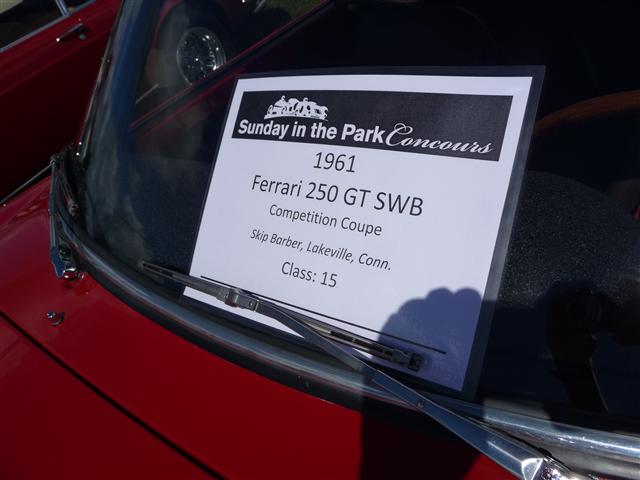 Sunday in the Park Concours
1961
Ferrari 250 GT SWB
Competition Coupe
Skip Barber, Lakeville, Conn.
Class: 15